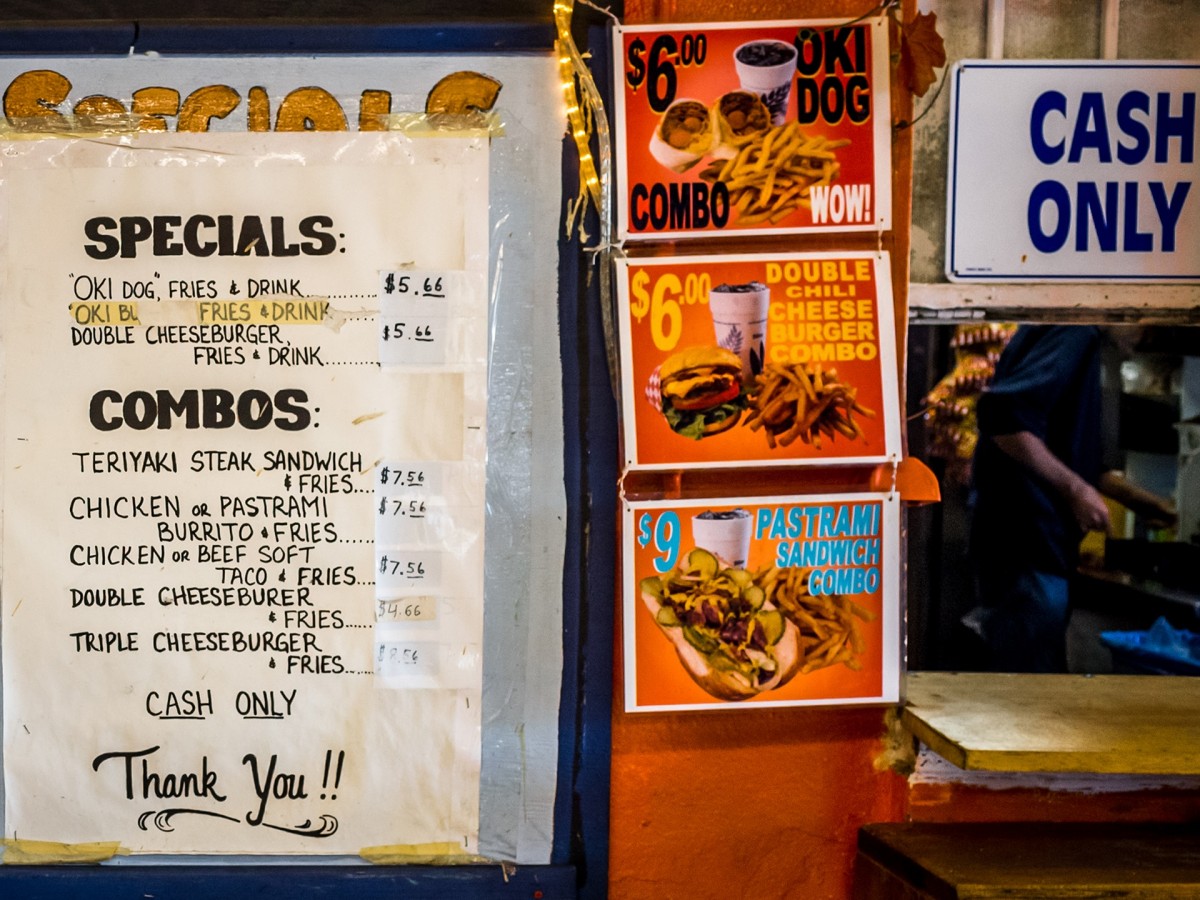 SPECIALS
SPECIALS:
"OKI DOG", FRIES & DRINK.......... $5.66
"OKI BU FRIES & DRINK
DOUBLE CHEESEBURGER, $5.66
FRIES & DRINK........
COMBOS:
TERIYAKI STEAK SANDWICH
& FRIES.... $7.56
CHICKEN OR PASTRAMI $7.56
BURRITO & FRIES......
CHICKEN OR BEEF SOFT
TACO & FRIES.... $7.56
DOUBLE CHEESEBURER
& FRIES...... $4.66
TRIPLE CHEESEBURGER
& FRIES.....
CASH ONLY
Thank You !!
$6.00 OKI
DOG
COMBO WOW!
$6.00 DOUBLE
CHILI
CHEESE
BURGER
COMBO
$9 PASTRAMI
SANDWICH
COMBO
CASH
ONLY